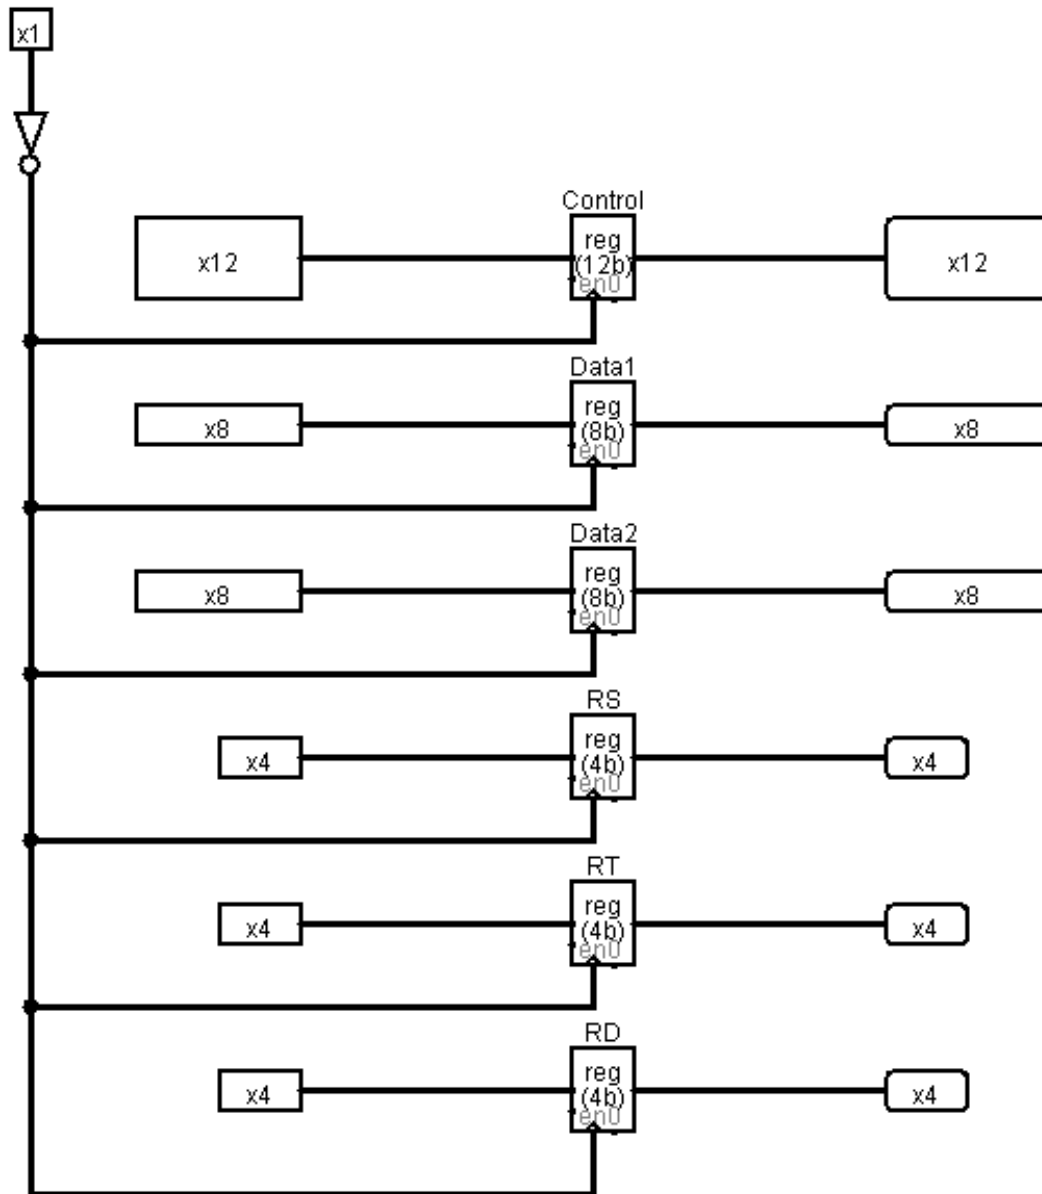 x1
Control
x12
reg
(12b)
en0
x12
Data1
x8
reg
(8b)
en0
x8
Data2
x8
reg
(8b)
en0
x8
RS
x4
reg
(4b)
en0
x4
RT
x4
reg
(4b)
en0
x4
RD
x4
reg
(4b)
en0
x4